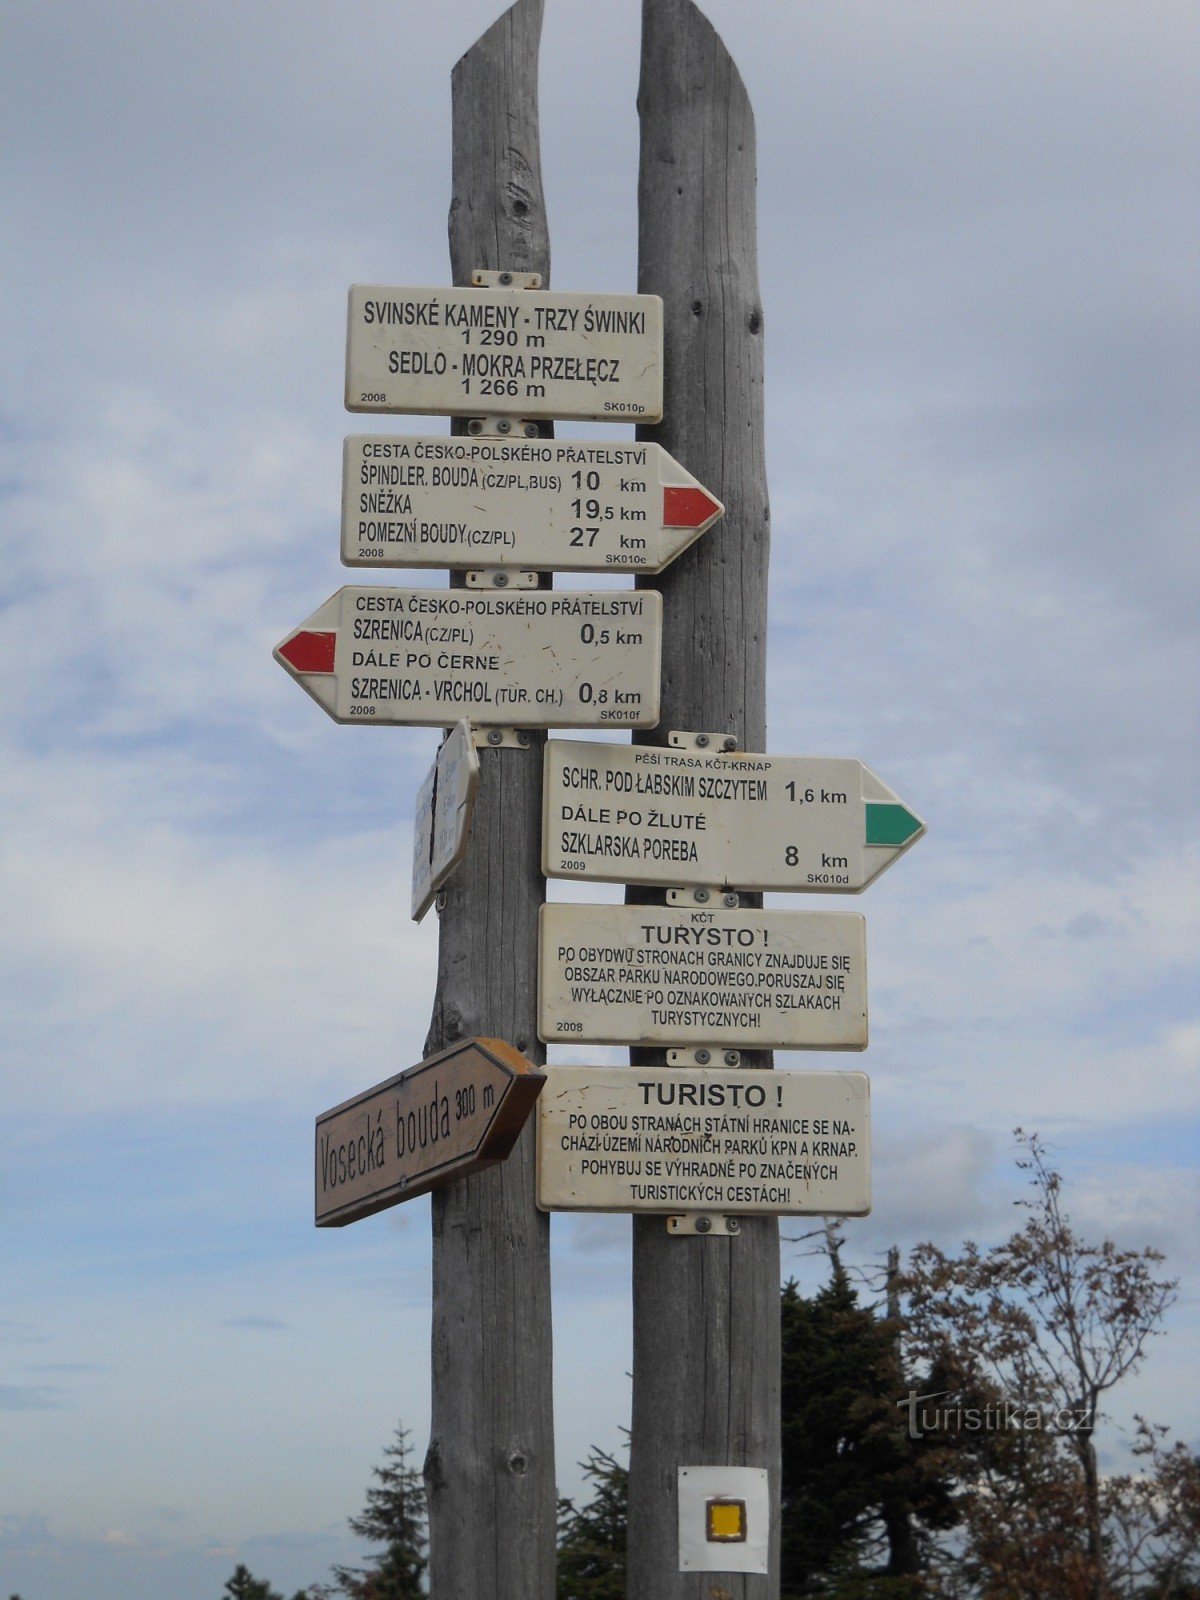 SVINSKÉ KAMENY - TRZY ŚWINKI
1 290 m
SEDLO - MOKRA PRZEŁĘCZ
1 266 m
2008 SK010p
CESTA ČESKO-POLSKÉHO PŘATELSTVÍ
ŠPINDLER. BOUDA (CZ/PL,BUS) 10 km
SNĚŽKA 19,5 km
POMEZNÍ BOUDY (CZ/PL) 27 km
2008 SK010e
CESTA ČESKO-POLSKÉHO PŘÁTELSTVÍ
SZRENICA (CZ/PL) 0,5 km
DÁLE PO ČERNE
SZRENICA - VRCHOL (TUR. CH.) 0,8 km
2008 SK010f
PĚŠÍ TRASA KČT-KRNAP
SCHR. POD ŁABSKIM SZCZYTEM 1,6 km
DÁLE PO ŽLUTÉ
SZKLARSKA POREBA 8 km
2009 SK010d
KČT
TURYSTO !
PO OBYDWU STRONACH GRANICY ZNAJDUJE SIĘ
OBSZAR PARKU NARODOWEGO.PORUSZAJ SIĘ
WYŁĄCZNIE PO OZNAKOWANYCH SZLAKACH
TURYSTYCZNYCH!
2008
Vosecká bouda 300 m
TURISTO !
PO OBOU STRANÁCH STÁTNÍ HRANICE SE NA-
CHÁZÍ ÚZEMÍ NÁRODNÍCH PARKŮ KPN A KRNAP.
POHYBUJ SE VÝHRADNĚ PO ZNAČENÝCH
TURISTICKÝCH CESTÁCH!
Turistika.cz